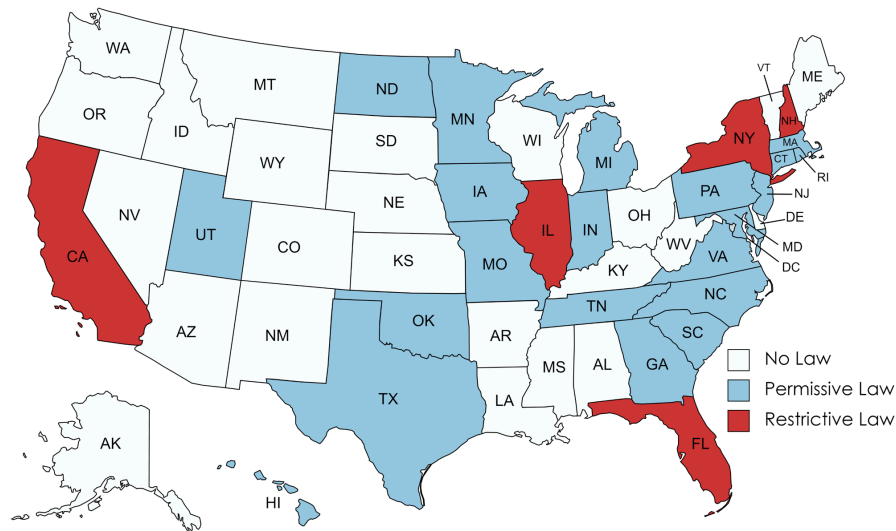 WA
MT
ND
MN
VT
ME
OR
ID
SD
WI
NY
NH
MA
WY
MI
CT
RI
IA
PA
NJ
NE
NV
UT
CO
IL
IN
OH
DE
CA
KS
MO
WV
VA
MD
KY
DC
NC
TN
AZ
NM
OK
AR
SC
MS
AL
GA
No Law
TX
LA
Permissive Law
Restrictive Law
AK
FL
HI